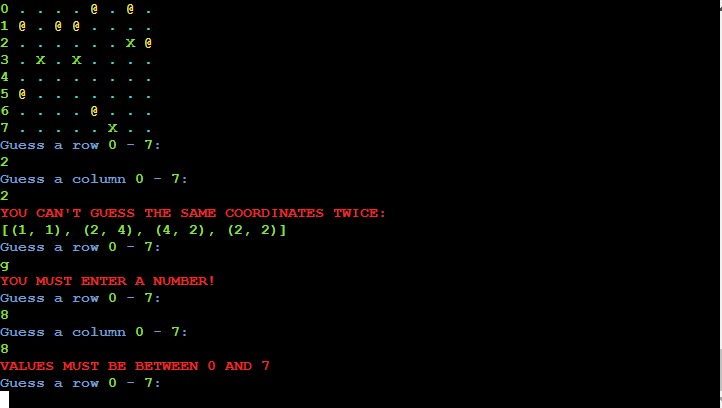 0 . . . . @ . @ .
1 @ . @ @ . . . .
2 . . . . . . X @
3 . X . X . . . .
4 . . . . . . . .
5 @ . . . . . . .
6 . . . . @ . . .
7 . . . . . X . .
Guess a row 0 - 7:
2
Guess a column 0 - 7:
2
YOU CAN'T GUESS THE SAME COORDINATES TWICE:
[(1, 1), (2, 4), (4, 2), (2, 2)]
Guess a row 0 - 7:
g
YOU MUST ENTER A NUMBER!
Guess a row 0 - 7:
8
Guess a column 0 - 7:
8
VALUES MUST BE BETWEEN 0 AND 7
Guess a row 0 - 7: